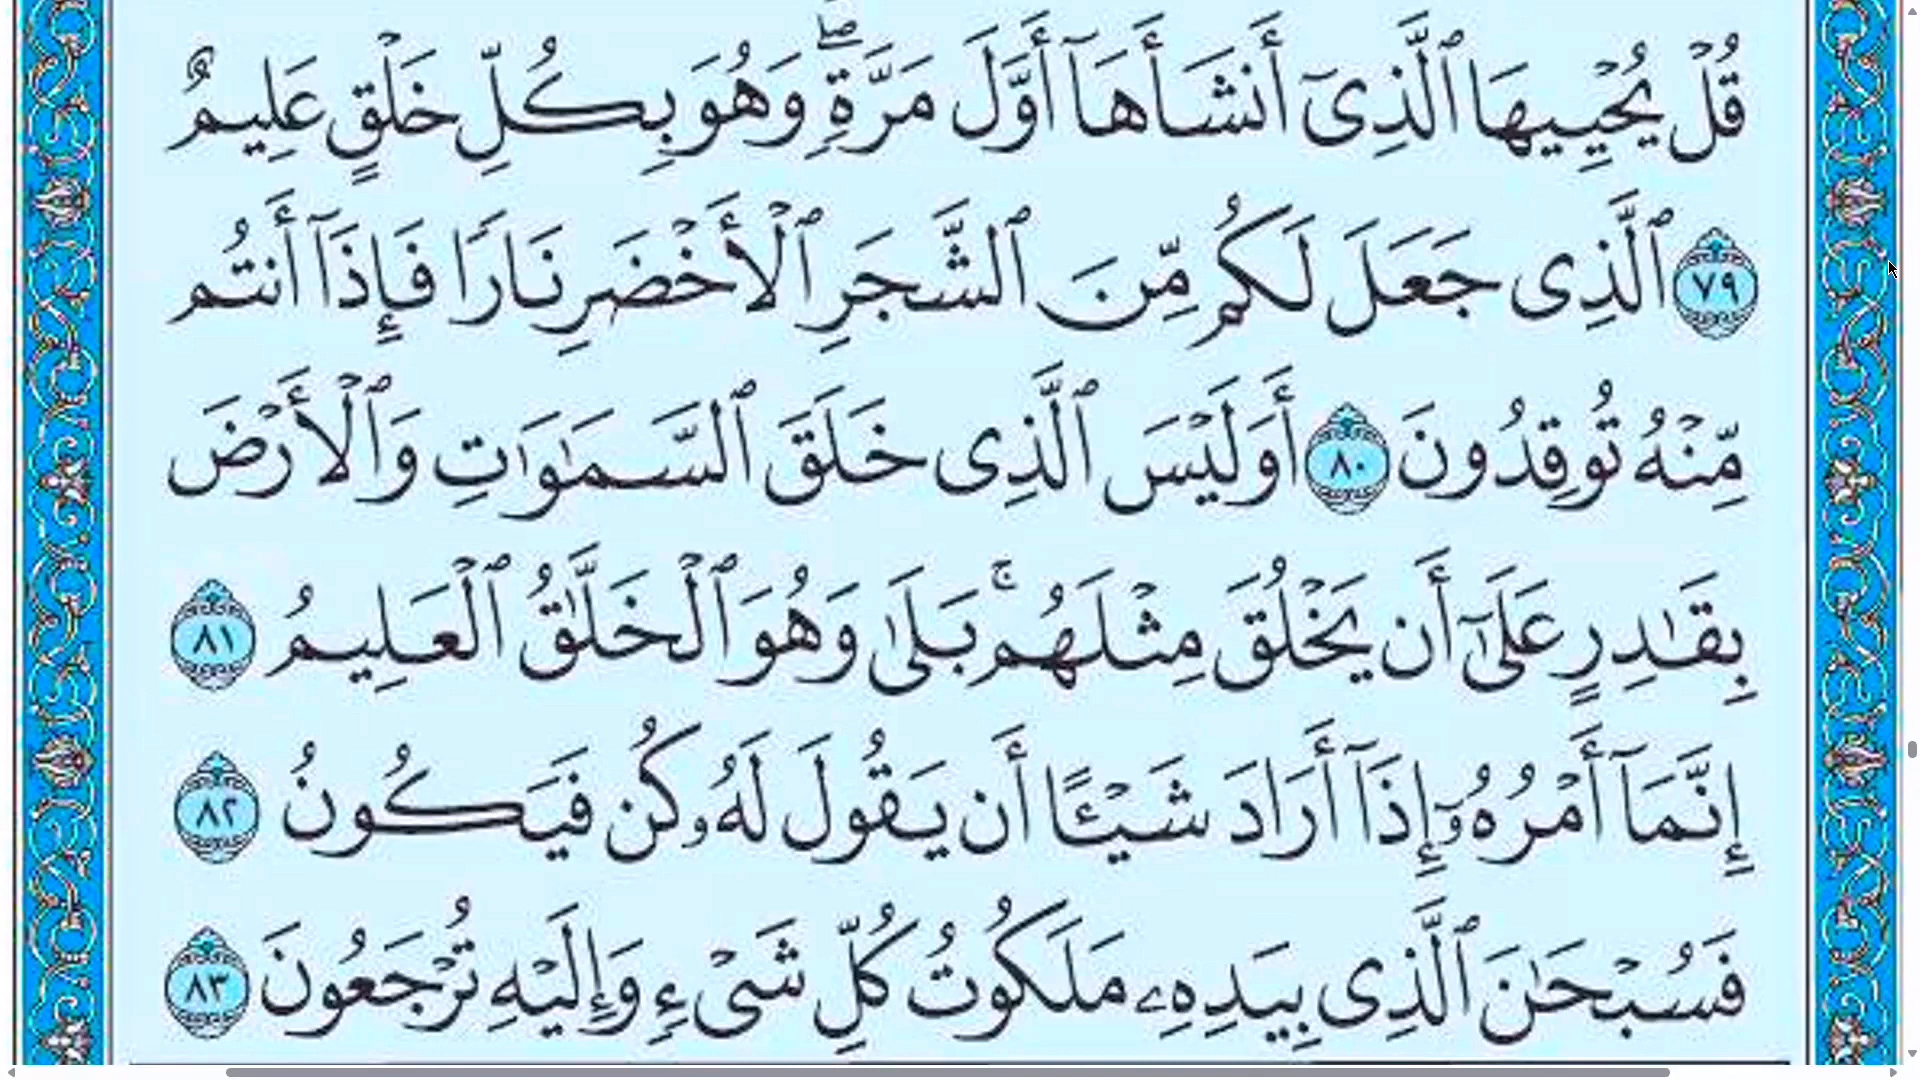 قُلْ يُحْيِيهَا ٱلَّذِىٓ أَنشَأَهَآ أَوَّلَ مَرَّةٍۖ وَهُوَ بِكُلِّ خَلْقٍ عَلِيمٌ
٧٩ ٱلَّذِى جَعَلَ لَكُم مِّنَ ٱلشَّجَرِ ٱلْأَخْضَرِ نَارًا فَإِذَآ أَنتُم
مِّنْهُ تُوقِدُونَ ٨٠ أَوَلَيْسَ ٱلَّذِى خَلَقَ ٱلسَّمَـٰوَٰتِ وَٱلْأَرْضَ
بِقَـٰدِرٍ عَلَىٰٓ أَن يَخْلُقَ مِثْلَهُمۚ بَلَىٰ وَهُوَ ٱلْخَلَّـٰقُ ٱلْعَلِيمُ ٨١
إِنَّمَآ أَمْرُهُۥٓ إِذَآ أَرَادَ شَيْـًٔا أَن يَقُولَ لَهُۥ كُن فَيَكُونُ ٨٢
فَسُبْحَـٰنَ ٱلَّذِى بِيَدِهِۦ مَلَكُوتُ كُلِّ شَىْءٍ وَإِلَيْهِ تُرْجَعُونَ ٨٣